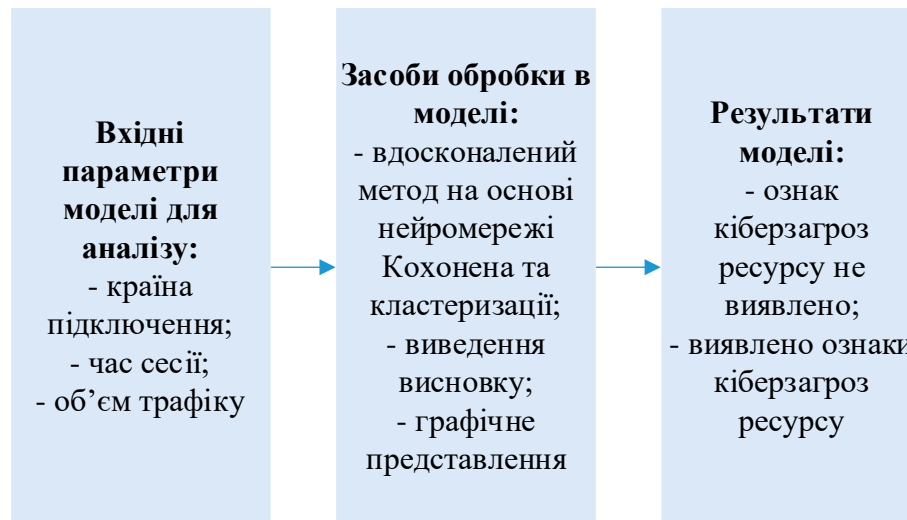 Вхідні
параметри
моделі для
аналізу:
- країна
підключення;
- час сесії;
- об’єм трафіку
Засоби обробки в
моделі:
- вдосконалений
метод на основі
нейромережі
Кохонена та
кластеризації;
- виведення
висновку;
- графічне
представлення
Результати
моделі:
- ознак
кіберзагроз
ресурсу не
виявлено;
- виявлено ознаки
кіберзагроз
ресурсу